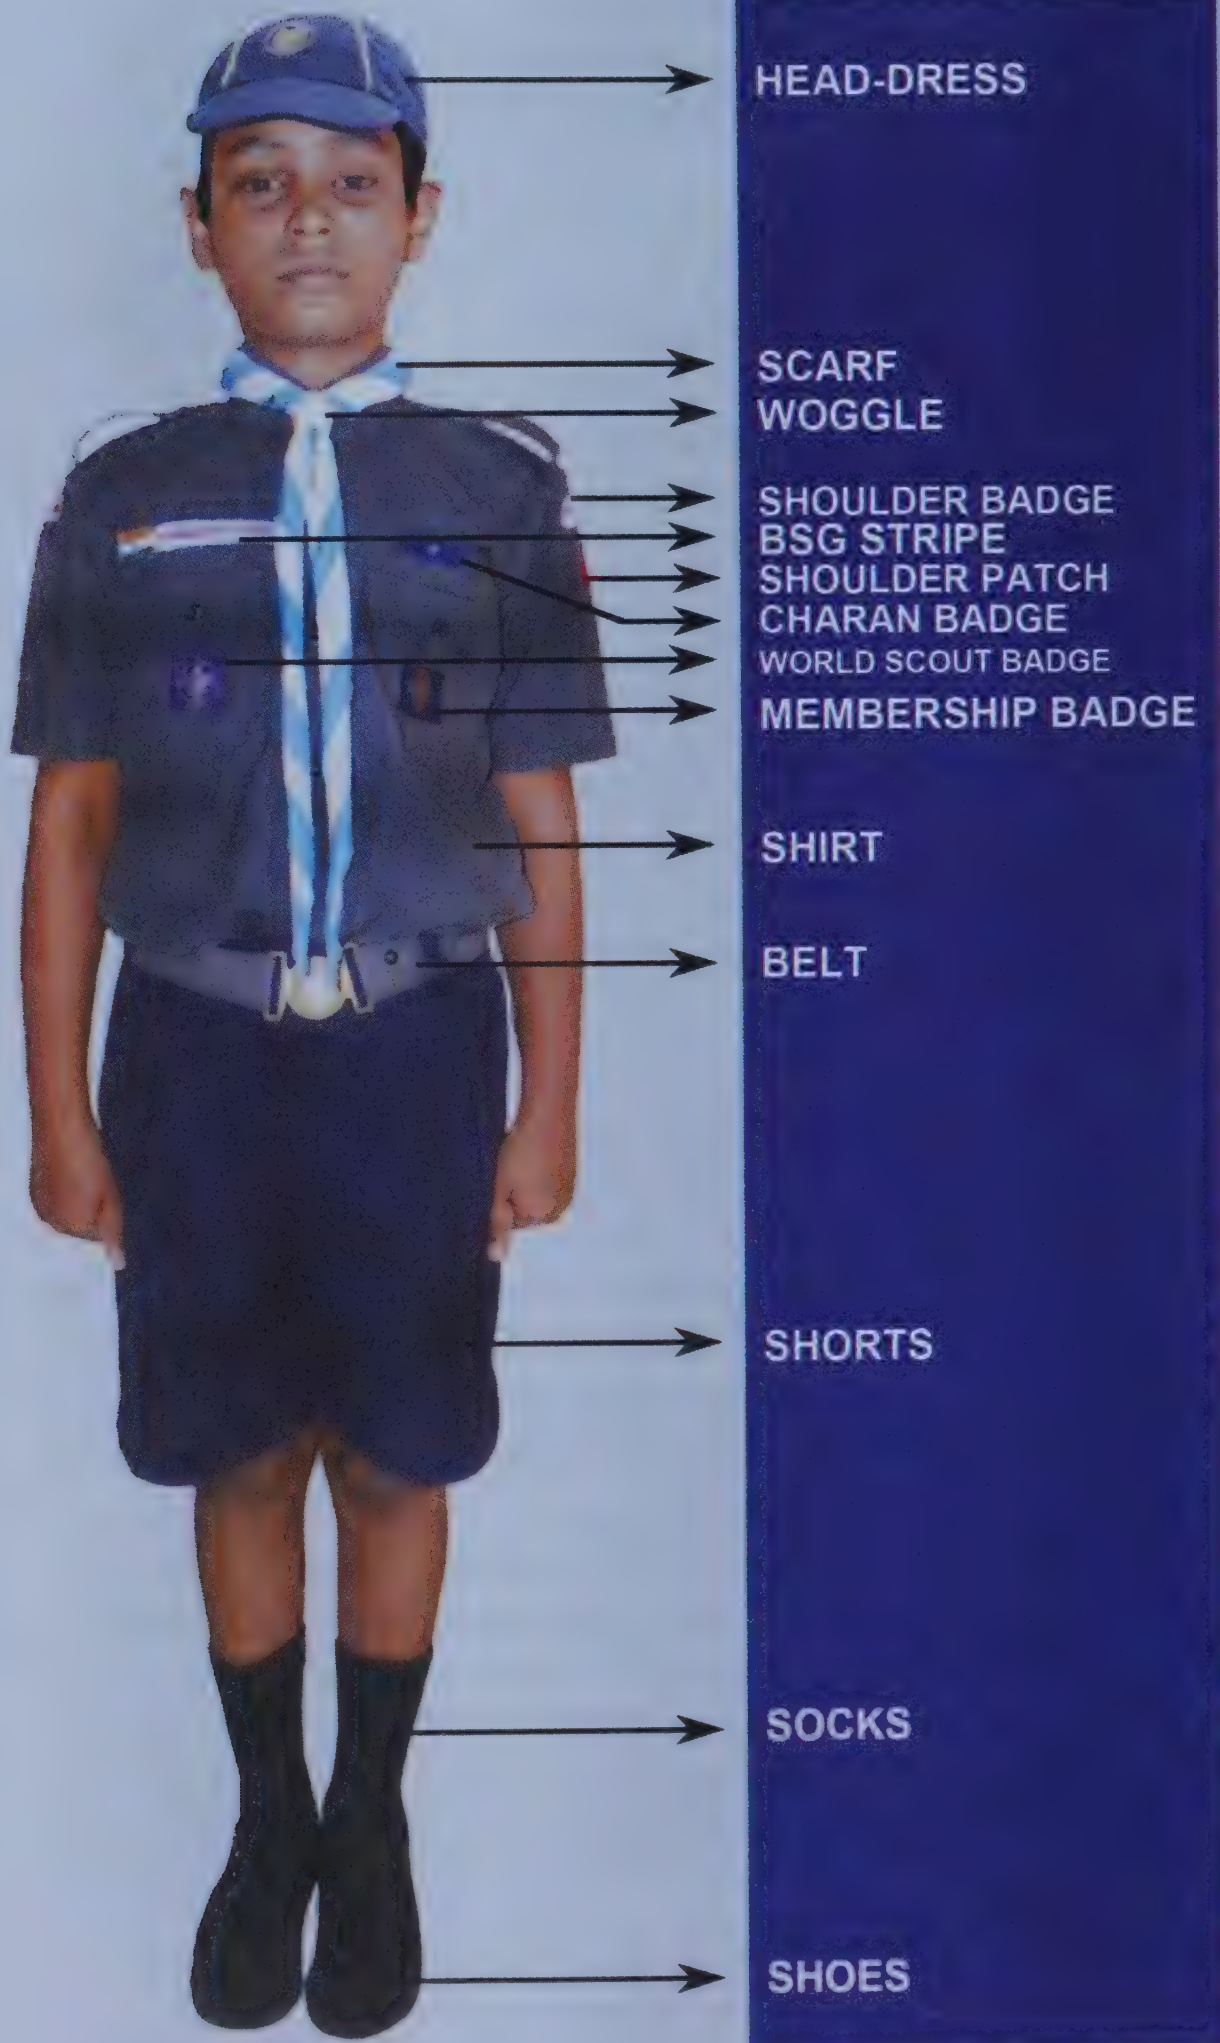 HEAD-DRESS
SCARF
WOGGLE
SHOULDER BADGE
BSG STRIPE
SHOULDER PATCH
CHARAN BADGE
WORLD SCOUT BADGE
MEMBERSHIP BADGE
SHIRT
BELT
SHORTS
SOCKS
SHOES